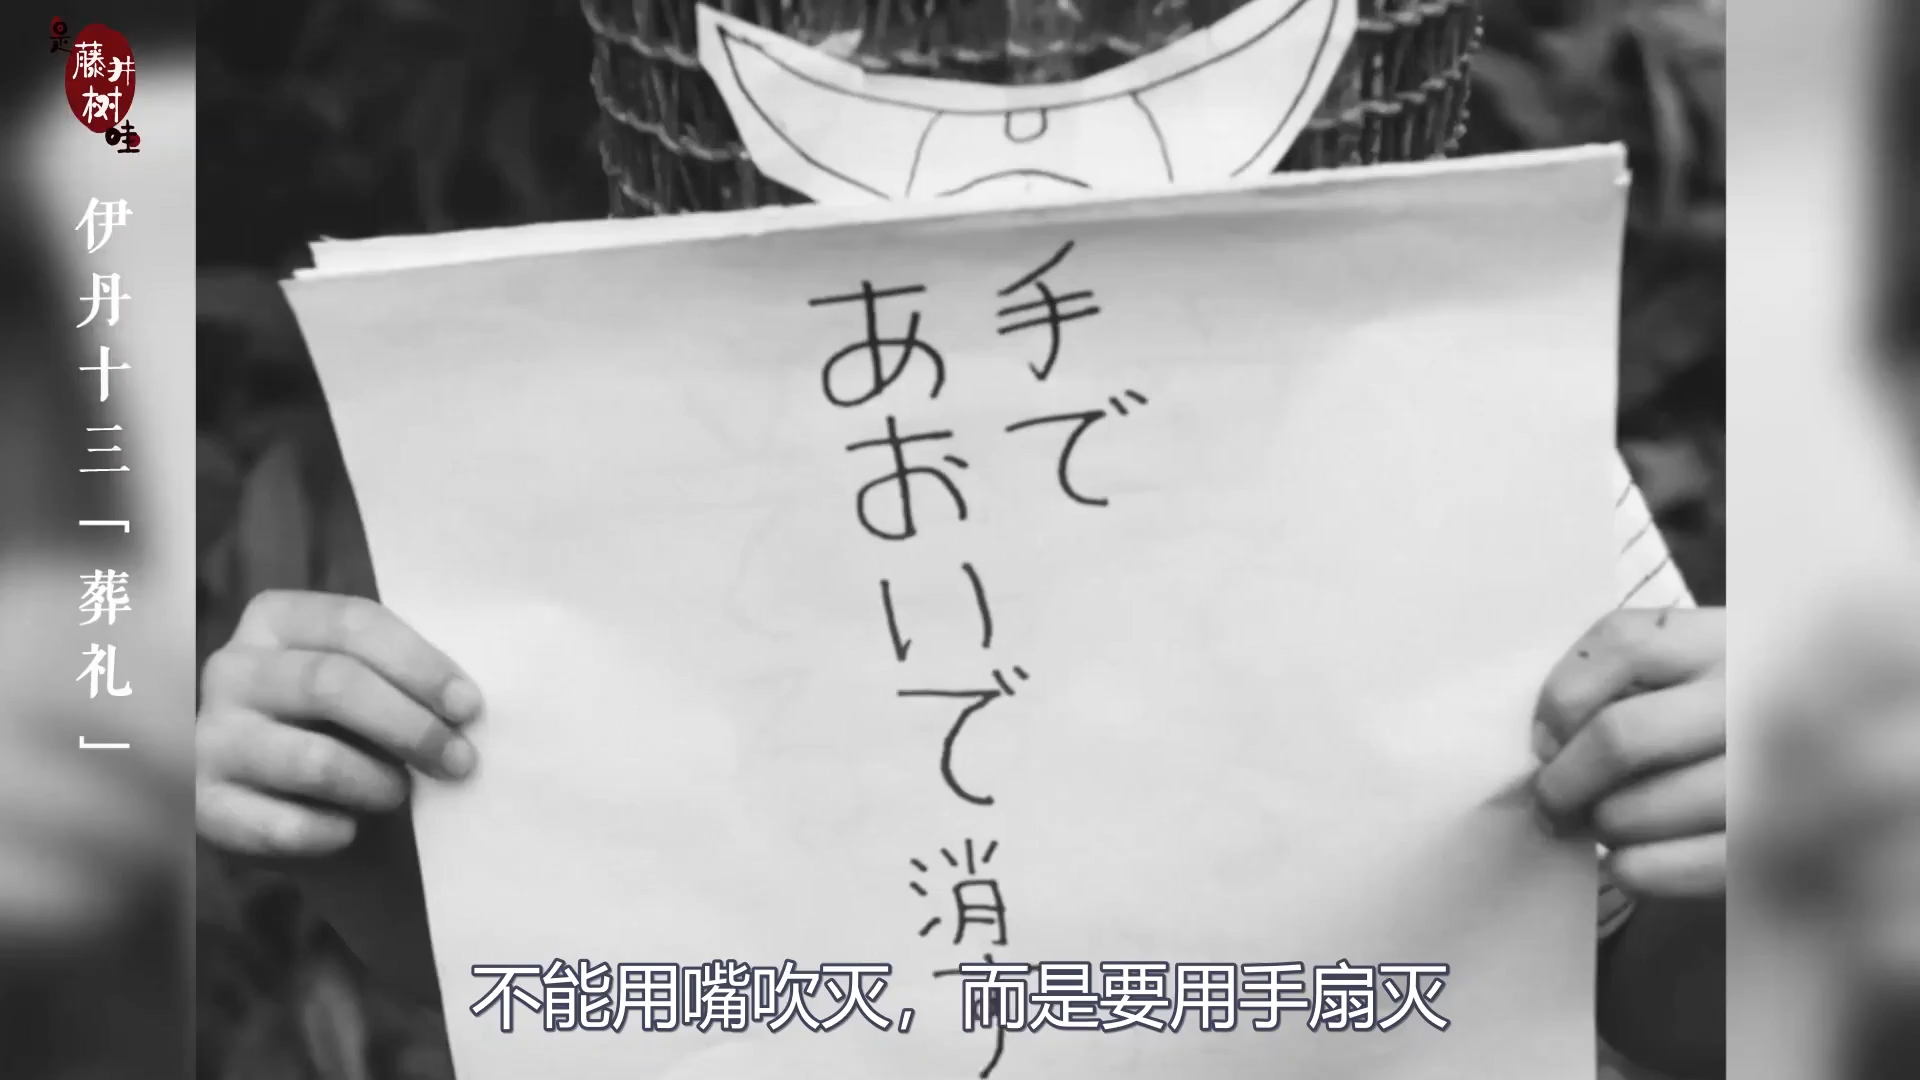 是
藤井
树
哇
伊丹十三「葬礼」
手で
あおいで消す
不能用嘴吹灭，而是要用手扇灭